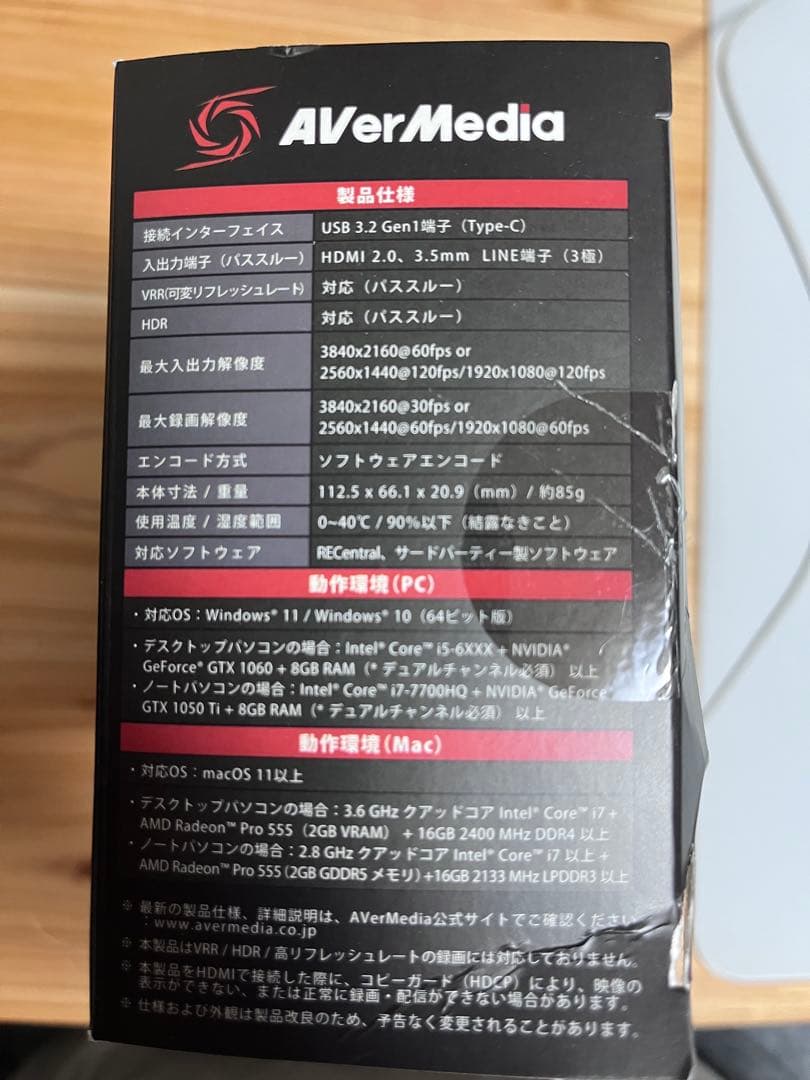 AVerMedia
製品仕様
接続インターフェイス USB 3.2 Gen1端子（Type-C）
入出力端子（パススルー） HDMI 2.0、3.5mm LINE端子（3極）
VRR(可変リフレッシュレート) 対応（パススルー）
HDR 対応（パススルー）
最大入出力解像度 3840x2160@60fps or
2560x1440@120fps/1920x1080@120fps
最大録画解像度 3840x2160@30fps or
2560x1440@60fps/1920x1080@60fps
エンコード方式 ソフトウェアエンコード
本体寸法 / 重量 112.5 x 66.1 x 20.9（mm）/ 約85g
使用温度 / 湿度範囲 0~40℃ / 90%以下（結露なきこと）
対応ソフトウェア RECentral、サードパーティー製ソフトウェア
動作環境（PC）
・対応OS：Windows® 11 / Windows® 10（64ビット版）
・デスクトップパソコンの場合：Intel® Core™ i5-6XXX + NVIDIA®
GeForce® GTX 1060 + 8GB RAM（* デュアルチャンネル必須） 以上
・ノートパソコンの場合：Intel® Core™ i7-7700HQ + NVIDIA® GeForce®
GTX 1050 Ti + 8GB RAM（* デュアルチャンネル必須） 以上
動作環境（Mac）
・対応OS：macOS 11以上
・デスクトップパソコンの場合：3.6 GHz クアッドコア Intel® Core™ i7 +
AMD Radeon™ Pro 555（2GB VRAM） + 16GB 2400 MHz DDR4 以上
・ノートパソコンの場合：2.8 GHz クアッドコア Intel® Core™ i7 以上 +
AMD Radeon™ Pro 555（2GB GDDR5 メモリ）+16GB 2133 MHz LPDDR3 以上
※ 最新の製品仕様、詳細説明は、AVerMedia公式サイトでご確認ください
：www.avermedia.co.jp
※ 本製品はVRR / HDR / 高リフレッシュレートの録画には対応しておりません。
※ 本製品をHDMIで接続した際に、コピーガード（HDCP）により、映像の
表示ができない、または正常に録画・配信ができない場合があります。
※ 仕様および外観は製品改良のため、予告なく変更されることがあります。